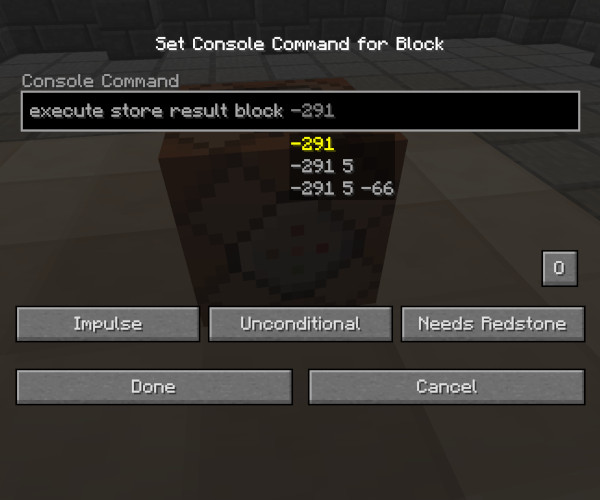 Set Console Command for Block
Console Command
execute store result block -291
-291
-291 5
-291 5 -66
O
Impulse
Unconditional
Needs Redstone
Done
Cancel